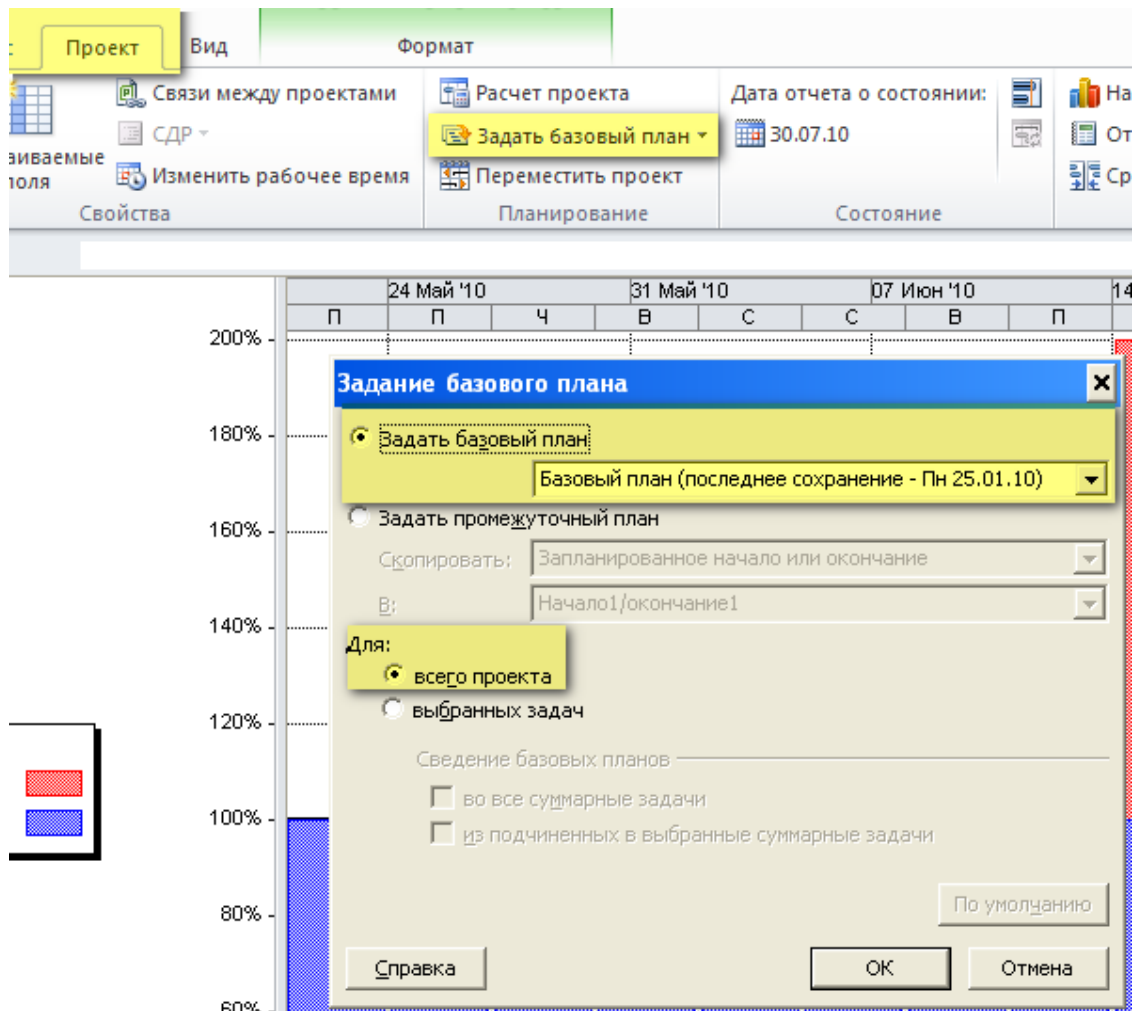 Проект Вид Формат
Связи между проектами Расчет проекта Дата отчета о состоянии:
СДР Задать базовый план 30.07.10
Изменить рабочее время Переместить проект
Свойства Планирование Состояние
24 Май '10 31 Май '10 07 Июн '10 14
П П Ч В С С В П
200%
Задание базового плана
180%
Задать базовый план
Базовый план (последнее сохранение - Пн 25.01.10)
160%
Задать промежуточный план
Скопировать: Запланированное начало или окончание
В: Начало1/окончание1
140%
Для:
всего проекта
120%
выбранных задач
Сведение базовых планов
во все суммарные задачи
100%
из подчиненных в выбранные суммарные задачи
80%
По умолчанию
Справка ОК Отмена
60%